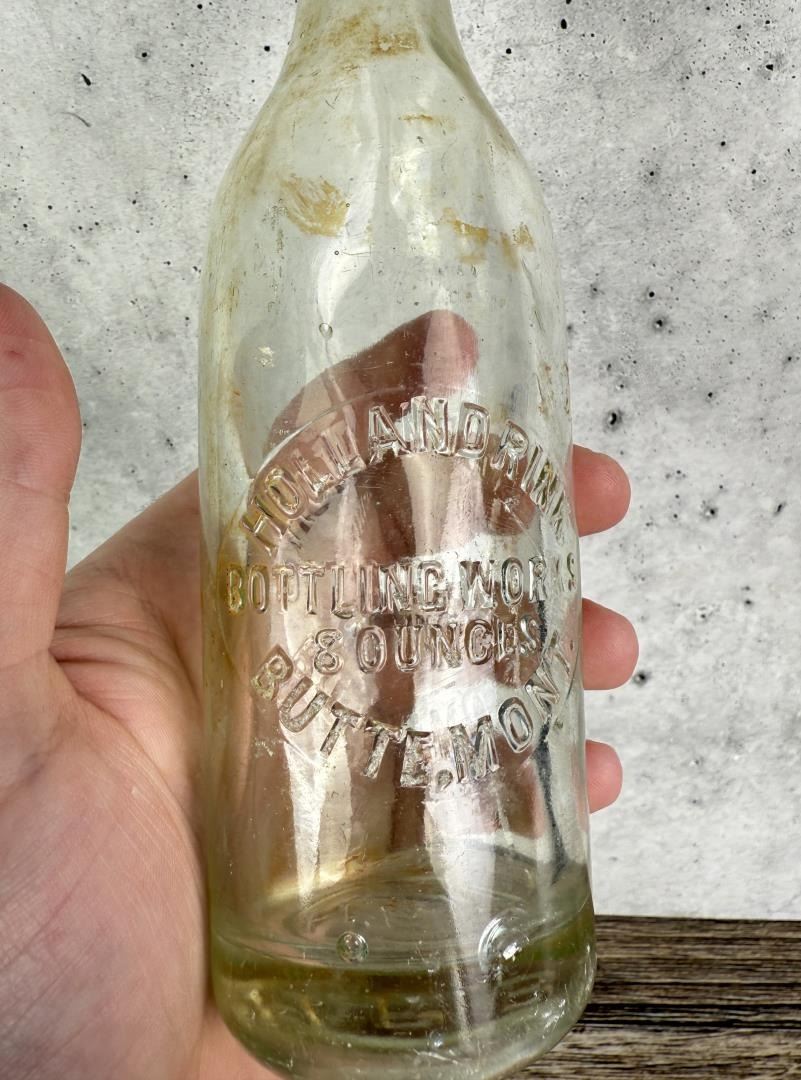 HOLLAND RINK
BOTTLING WORKS
8 OUNCES
BUTTE, MONT.